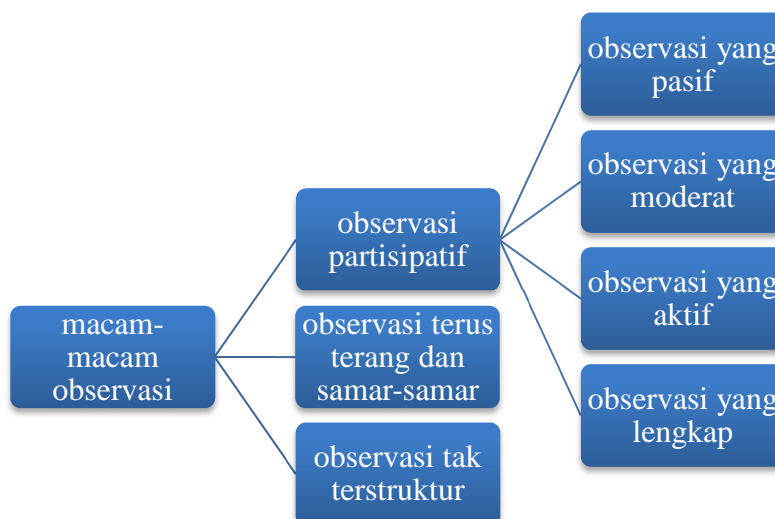 macam-
macam
observasi
observasi
partisipatif
observasi terus
terang dan
samar-samar
observasi tak
terstruktur
observasi yang
pasif
observasi yang
moderat
observasi yang
aktif
observasi yang
lengkap